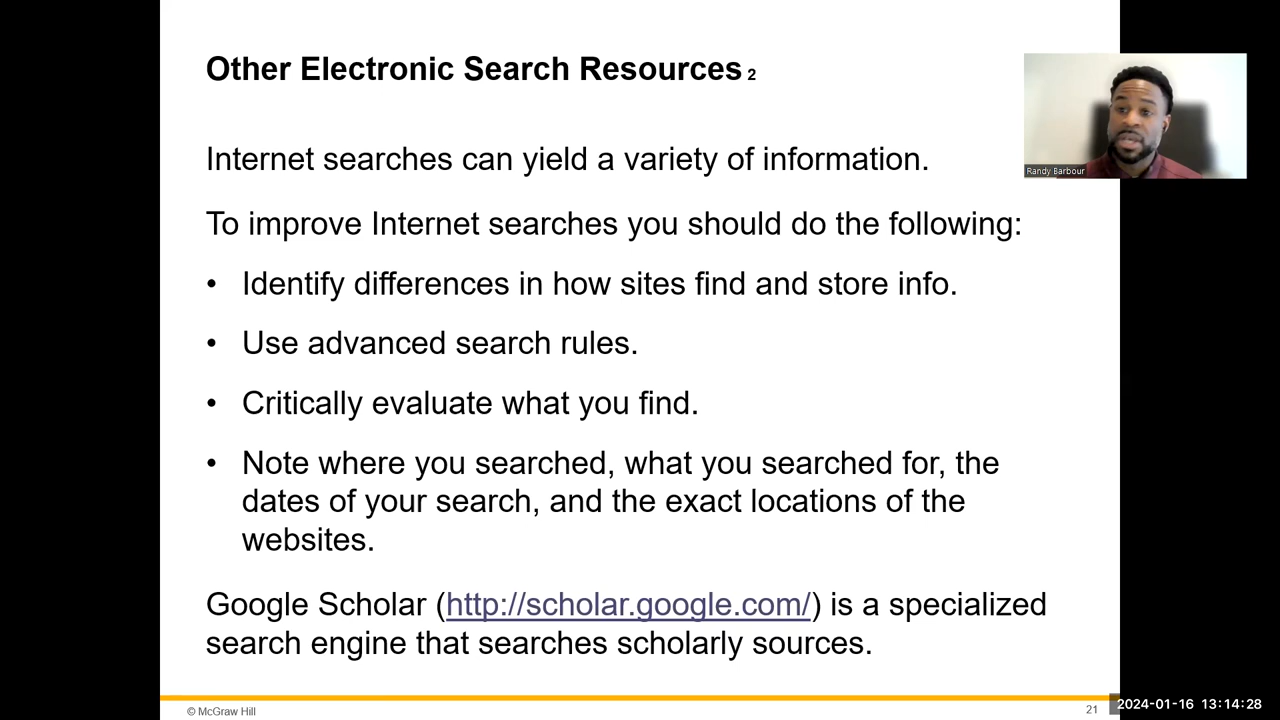 Other Electronic Search Resources 2
Randy Barbour
Internet searches can yield a variety of information.
To improve Internet searches you should do the following:
• Identify differences in how sites find and store info.
• Use advanced search rules.
• Critically evaluate what you find.
• Note where you searched, what you searched for, the
dates of your search, and the exact locations of the
websites.
Google Scholar (http://scholar.google.com/) is a specialized
search engine that searches scholarly sources.
© McGraw Hill
21
2024-01-16 13:14:28